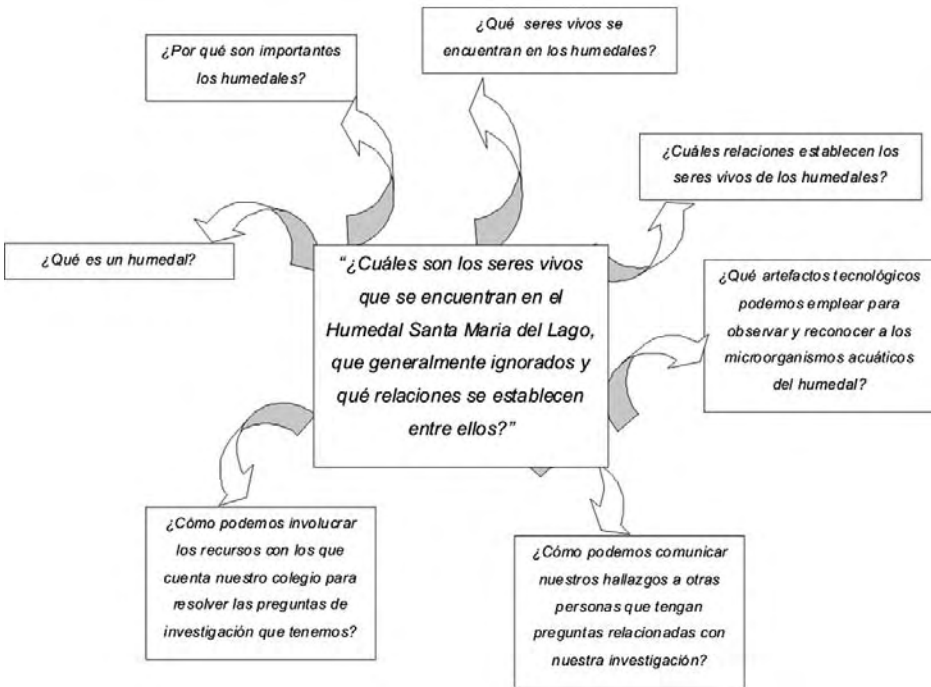 ¿Qué  seres vivos se
encuentran en los humedales?
¿Por qué son importantes
los humedales?
¿Cuáles relaciones establecen los
seres vivos de los humedales?
¿Qué es un humedal?
“¿Cuáles son los seres vivos
que se encuentran en el
Humedal Santa Maria del Lago,
que generalmente ignorados y
qué relaciones se establecen
entre ellos?”
¿Qué artefactos tecnológicos
podemos emplear para
observar y reconocer a los
microorganismos acuáticos
del humedal?
¿Cómo podemos involucrar
los recursos con los que
cuenta nuestro colegio para
resolver las preguntas de
investigación que tenemos?
¿Cómo podemos comunicar
nuestros hallazgos a otras
personas que tengan
preguntas relacionadas con
nuestra investigación?